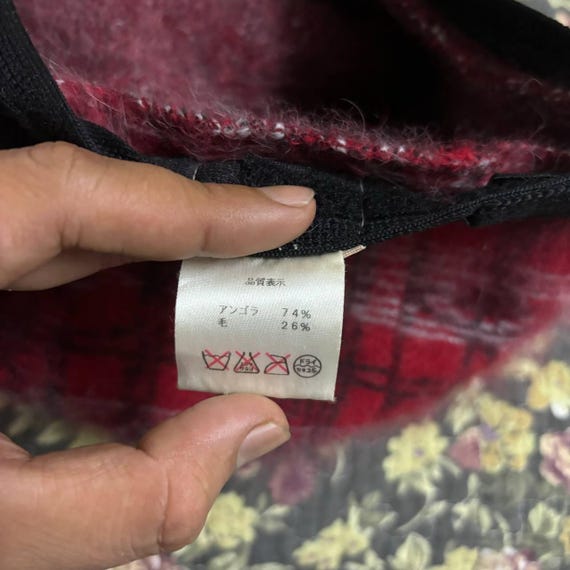 品質表示
アンゴラ 74%
毛 26%
ドライ